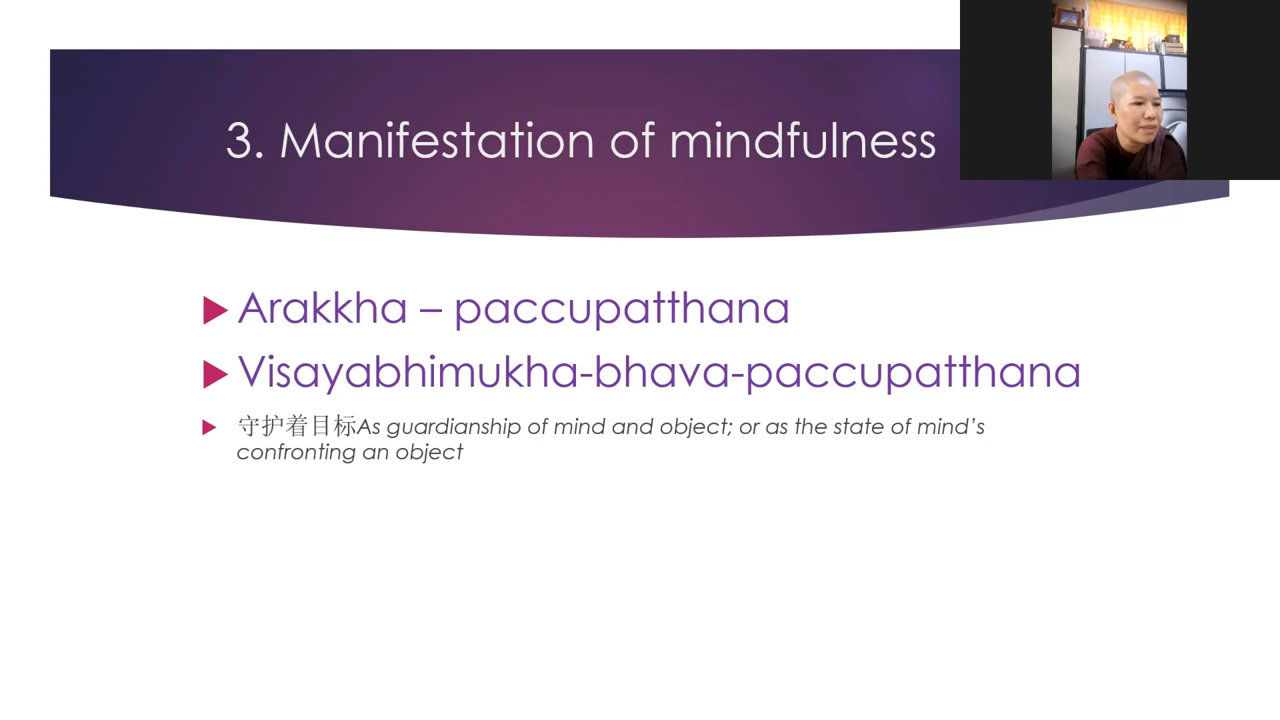 3. Manifestation of mindfulness
Arakkha – paccupatthana
Visayabhimukha-bhava-paccupatthana
守护着目标As guardianship of mind and object; or as the state of mind’s
confronting an object